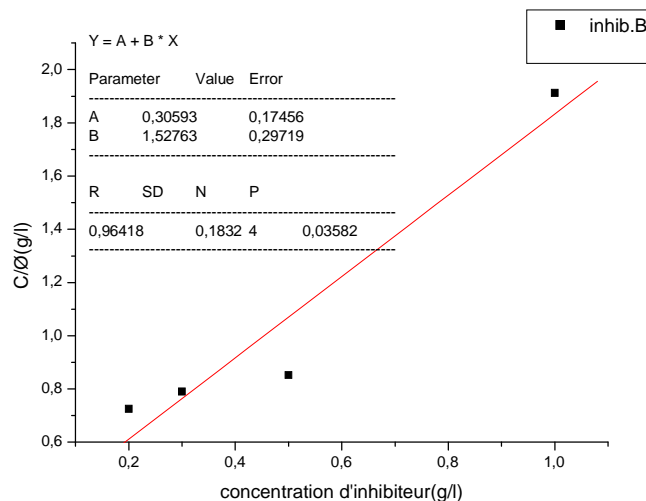 inhib.B
Y = A + B * X
Parameter Value Error
------------------------------------------------------------
A 0,30593 0,17456
B 1,52763 0,29719
------------------------------------------------------------
R SD N P
------------------------------------------------------------
0,96418 0,1832 4 0,03582
------------------------------------------------------------
2,0
1,8
1,6
1,4
1,2
1,0
0,8
0,6
C/Ø(g/l)
0,2 0,4 0,6 0,8 1,0
concentration d'inhibiteur(g/l)